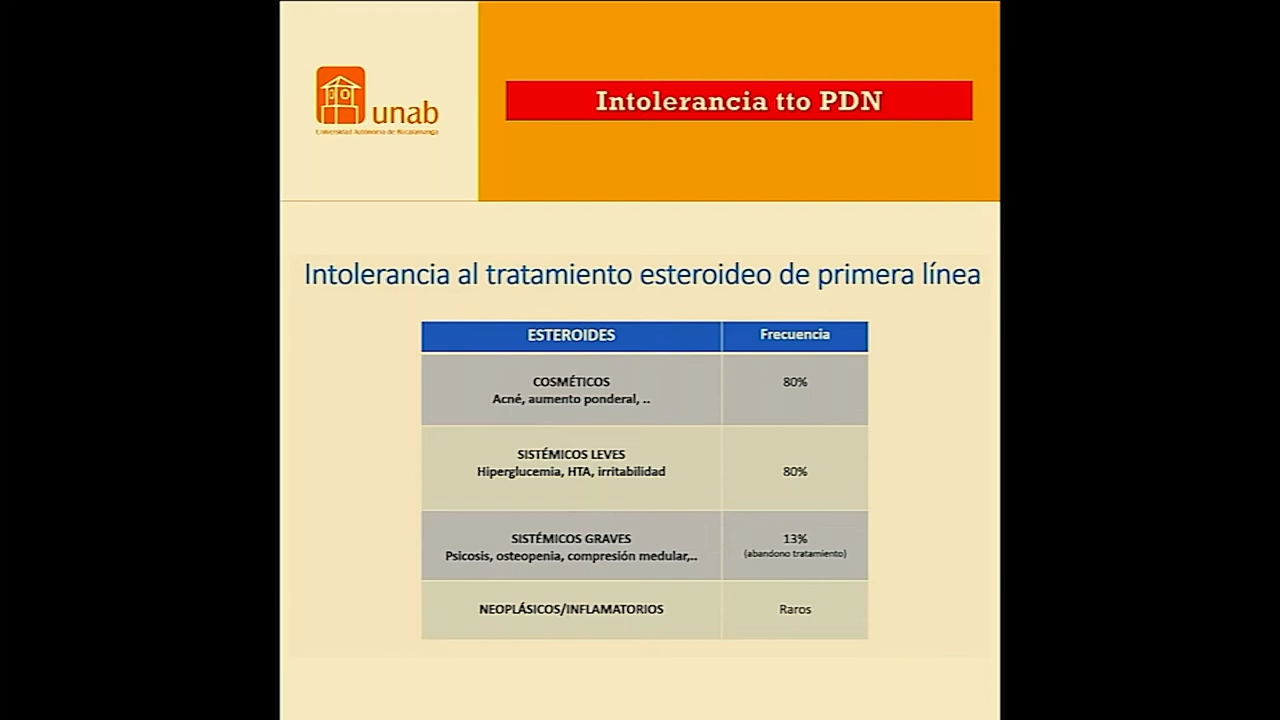 unab
Universidad Autónoma de Bucaramanga
Intolerancia tto PDN
Intolerancia al tratamiento esteroideo de primera línea
ESTEROIDES
Frecuencia
COSMÉTICOS
Acné, aumento ponderal, ..
80%
SISTÉMICOS LEVES
Hiperglucemia, HTA, irritabilidad
80%
SISTÉMICOS GRAVES
Psicosis, osteopenia, compresión medular,..
13%
(abandono tratamiento)
NEOPLÁSICOS/INFLAMATORIOS
Raros